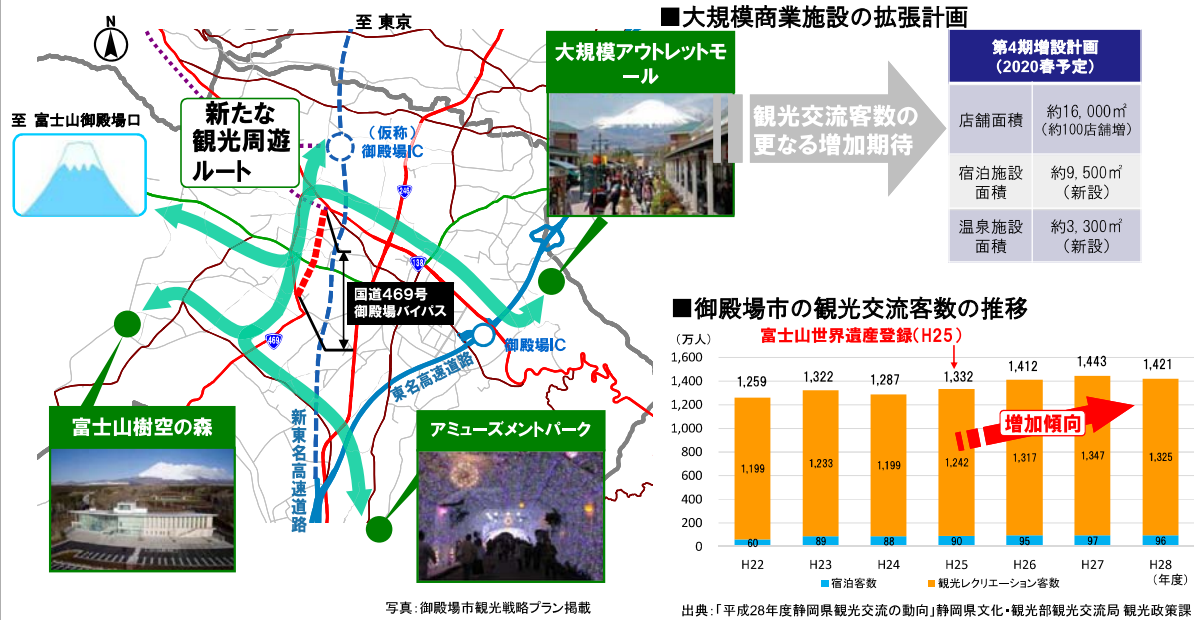 至 東京
N
至 富士山御殿場口
新たな
観光周遊
ルート
(仮称)
御殿場IC
246
138
469
国道469号
御殿場バイパス
御殿場IC
東名高速道路
新東名高速道路
大規模アウトレットモ
ール
富士山樹空の森
アミューズメントパーク
写真:御殿場市観光戦略プラン掲載
■大規模商業施設の拡張計画
観光交流客数の
更なる増加期待
第4期増設計画
(2020春予定)
店舗面積 約16,000㎡
(約100店舗増)
宿泊施設
面積
約9,500㎡
(新設)
温泉施設
面積
約3,300㎡
(新設)
■御殿場市の観光交流客数の推移
(万人)
富士山世界遺産登録(H25)
1,600
1,400
1,200
1,000
800
600
400
200
0
1,259 1,322 1,287 1,332 1,412 1,443 1,421
増加傾向
1,199 1,233 1,199 1,242 1,317 1,347 1,325
60 89 88 90 95 97 96
H22 H23 H24 H25 H26 H27 H28
(年度)
■宿泊客数 ■観光レクリエーション客数
出典:「平成28年度静岡県観光交流の動向」静岡県文化・観光部観光交流局 観光政策課